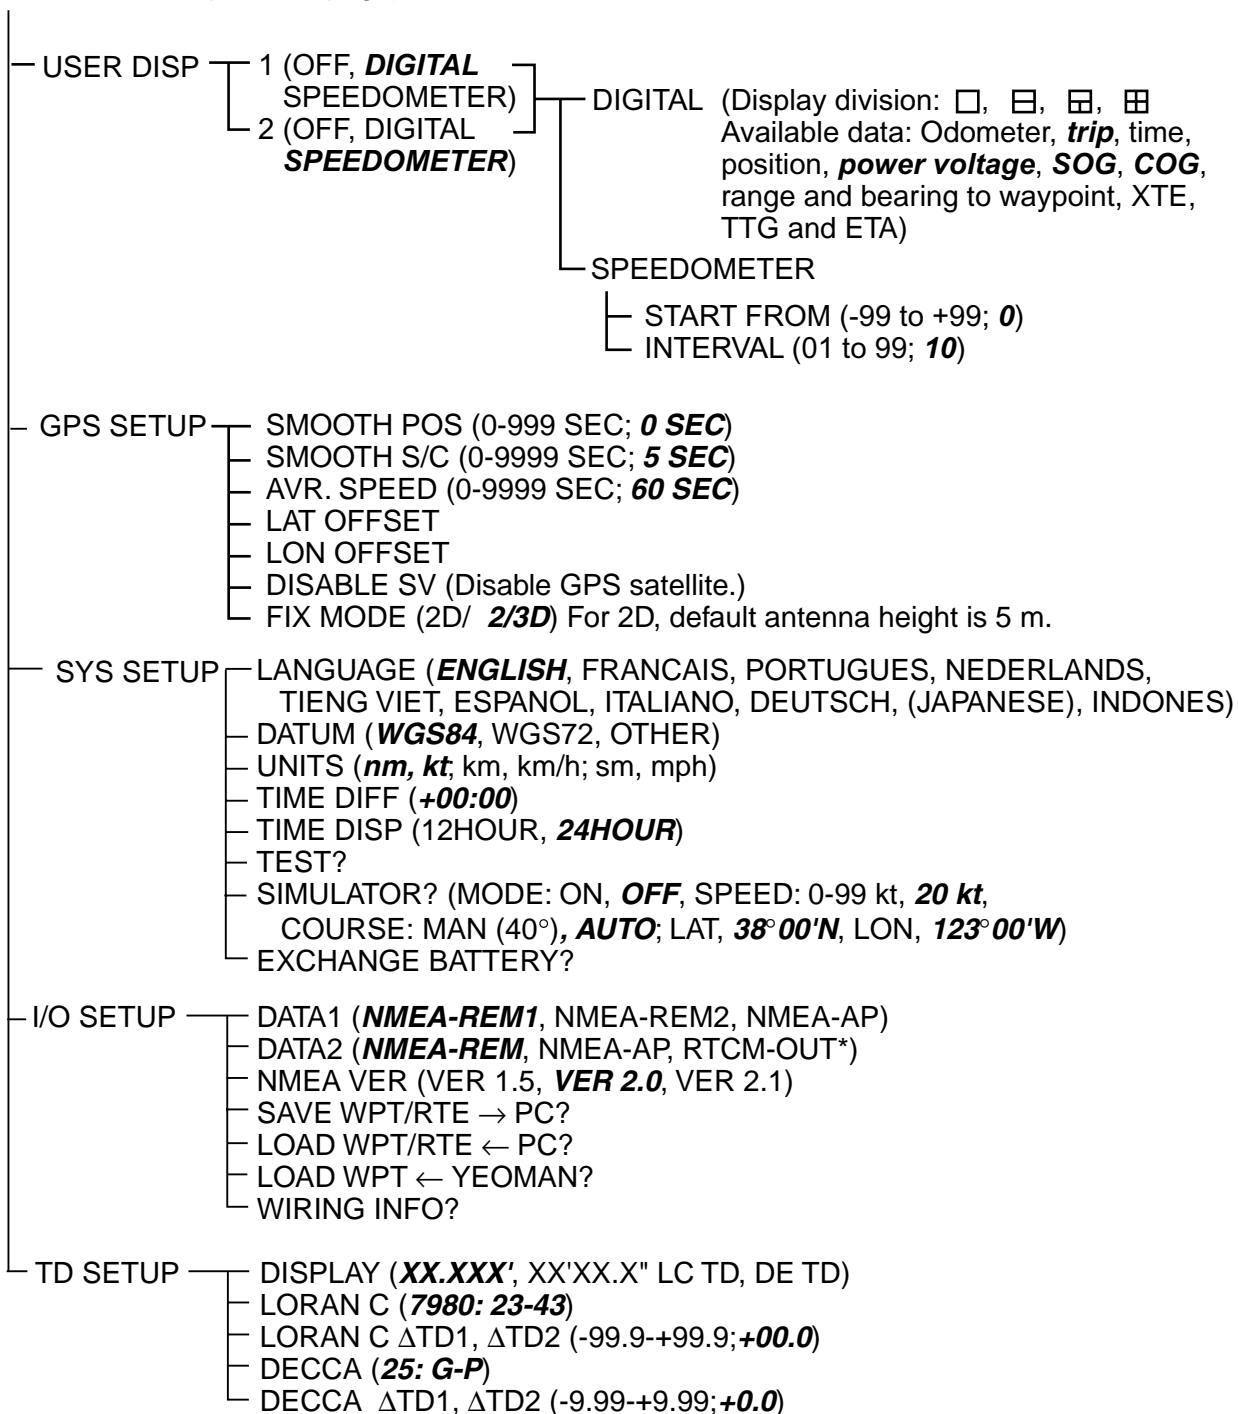 USER DISP
1 (OFF, DIGITAL
SPEEDOMETER)
2 (OFF, DIGITAL
SPEEDOMETER)
DIGITAL (Display division: □, ⊟, , ⊞
Available data: Odometer, trip, time,
position, power voltage, SOG, COG,
range and bearing to waypoint, XTE,
TTG and ETA)
SPEEDOMETER
START FROM (-99 to +99; 0)
INTERVAL (01 to 99; 10)
GPS SETUP
SMOOTH POS (0-999 SEC; 0 SEC)
SMOOTH S/C (0-9999 SEC; 5 SEC)
AVR. SPEED (0-9999 SEC; 60 SEC)
LAT OFFSET
LON OFFSET
DISABLE SV (Disable GPS satellite.)
FIX MODE (2D/ 2/3D) For 2D, default antenna height is 5 m.
SYS SETUP
LANGUAGE (ENGLISH, FRANCAIS, PORTUGUES, NEDERLANDS,
TIENG VIET, ESPANOL, ITALIANO, DEUTSCH, (JAPANESE), INDONES)
DATUM (WGS84, WGS72, OTHER)
UNITS (nm, kt; km, km/h; sm, mph)
TIME DIFF (+00:00)
TIME DISP (12HOUR, 24HOUR)
TEST?
SIMULATOR? (MODE: ON, OFF, SPEED: 0-99 kt, 20 kt,
COURSE: MAN (40°), AUTO; LAT, 38°00'N, LON, 123°00'W)
EXCHANGE BATTERY?
I/O SETUP
DATA1 (NMEA-REM1, NMEA-REM2, NMEA-AP)
DATA2 (NMEA-REM, NMEA-AP, RTCM-OUT*)
NMEA VER (VER 1.5, VER 2.0, VER 2.1)
SAVE WPT/RTE → PC?
LOAD WPT/RTE ← PC?
LOAD WPT ← YEOMAN?
WIRING INFO?
TD SETUP
DISPLAY (XX.XXX', XX'XX.X" LC TD, DE TD)
LORAN C (7980: 23-43)
LORAN C ΔTD1, ΔTD2 (-99.9-+99.9;+00.0)
DECCA (25: G-P)
DECCA ΔTD1, ΔTD2 (-9.99-+9.99;+0.0)